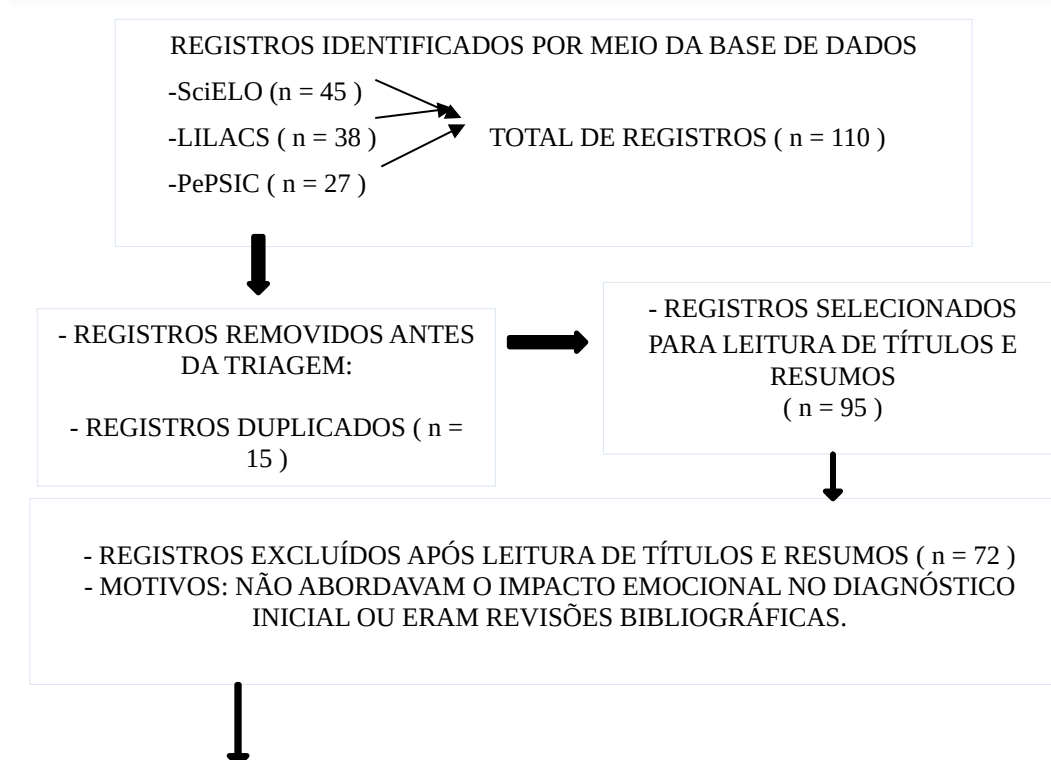 REGISTROS IDENTIFICADOS POR MEIO DA BASE DE DADOS
-SciELO (n = 45 )
-LILACS ( n = 38 )
TOTAL DE REGISTROS ( n = 110 )
-PePSIC ( n = 27 )
- REGISTROS REMOVIDOS ANTES
DA TRIAGEM:
- REGISTROS DUPLICADOS ( n =
15 )
- REGISTROS SELECIONADOS
PARA LEITURA DE TÍTULOS E
RESUMOS
( n = 95 )
- REGISTROS EXCLUÍDOS APÓS LEITURA DE TÍTULOS E RESUMOS ( n = 72 )
- MOTIVOS: NÃO ABORDAVAM O IMPACTO EMOCIONAL NO DIAGNÓSTICO
INICIAL OU ERAM REVISÕES BIBLIOGRÁFICAS.